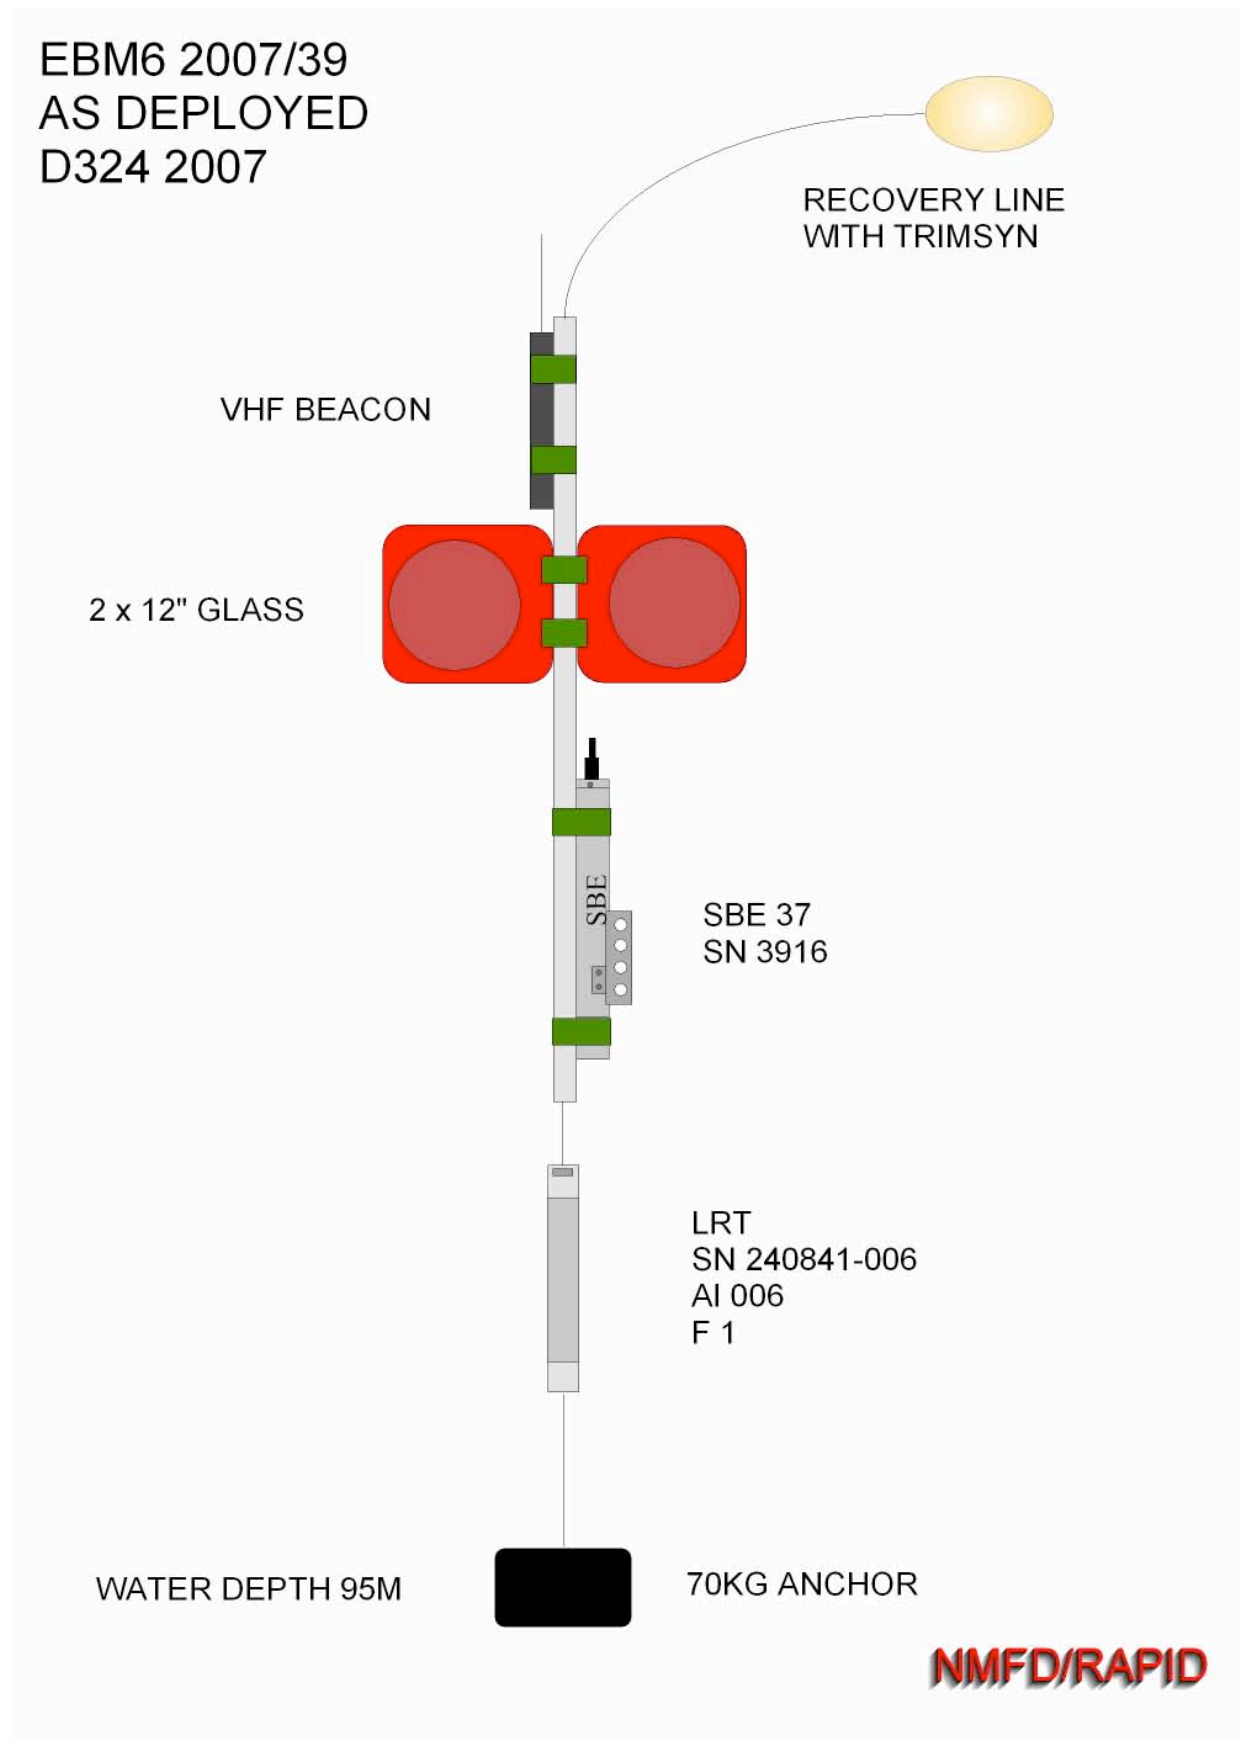 EBM6 2007/39
AS DEPLOYED
D324 2007
RECOVERY LINE
WITH TRIMSYN
VHF BEACON
2 x 12" GLASS
SBE
SBE 37
SN 3916
LRT
SN 240841-006
AI 006
F 1
WATER DEPTH 95M
70KG ANCHOR
NMFD/RAPID